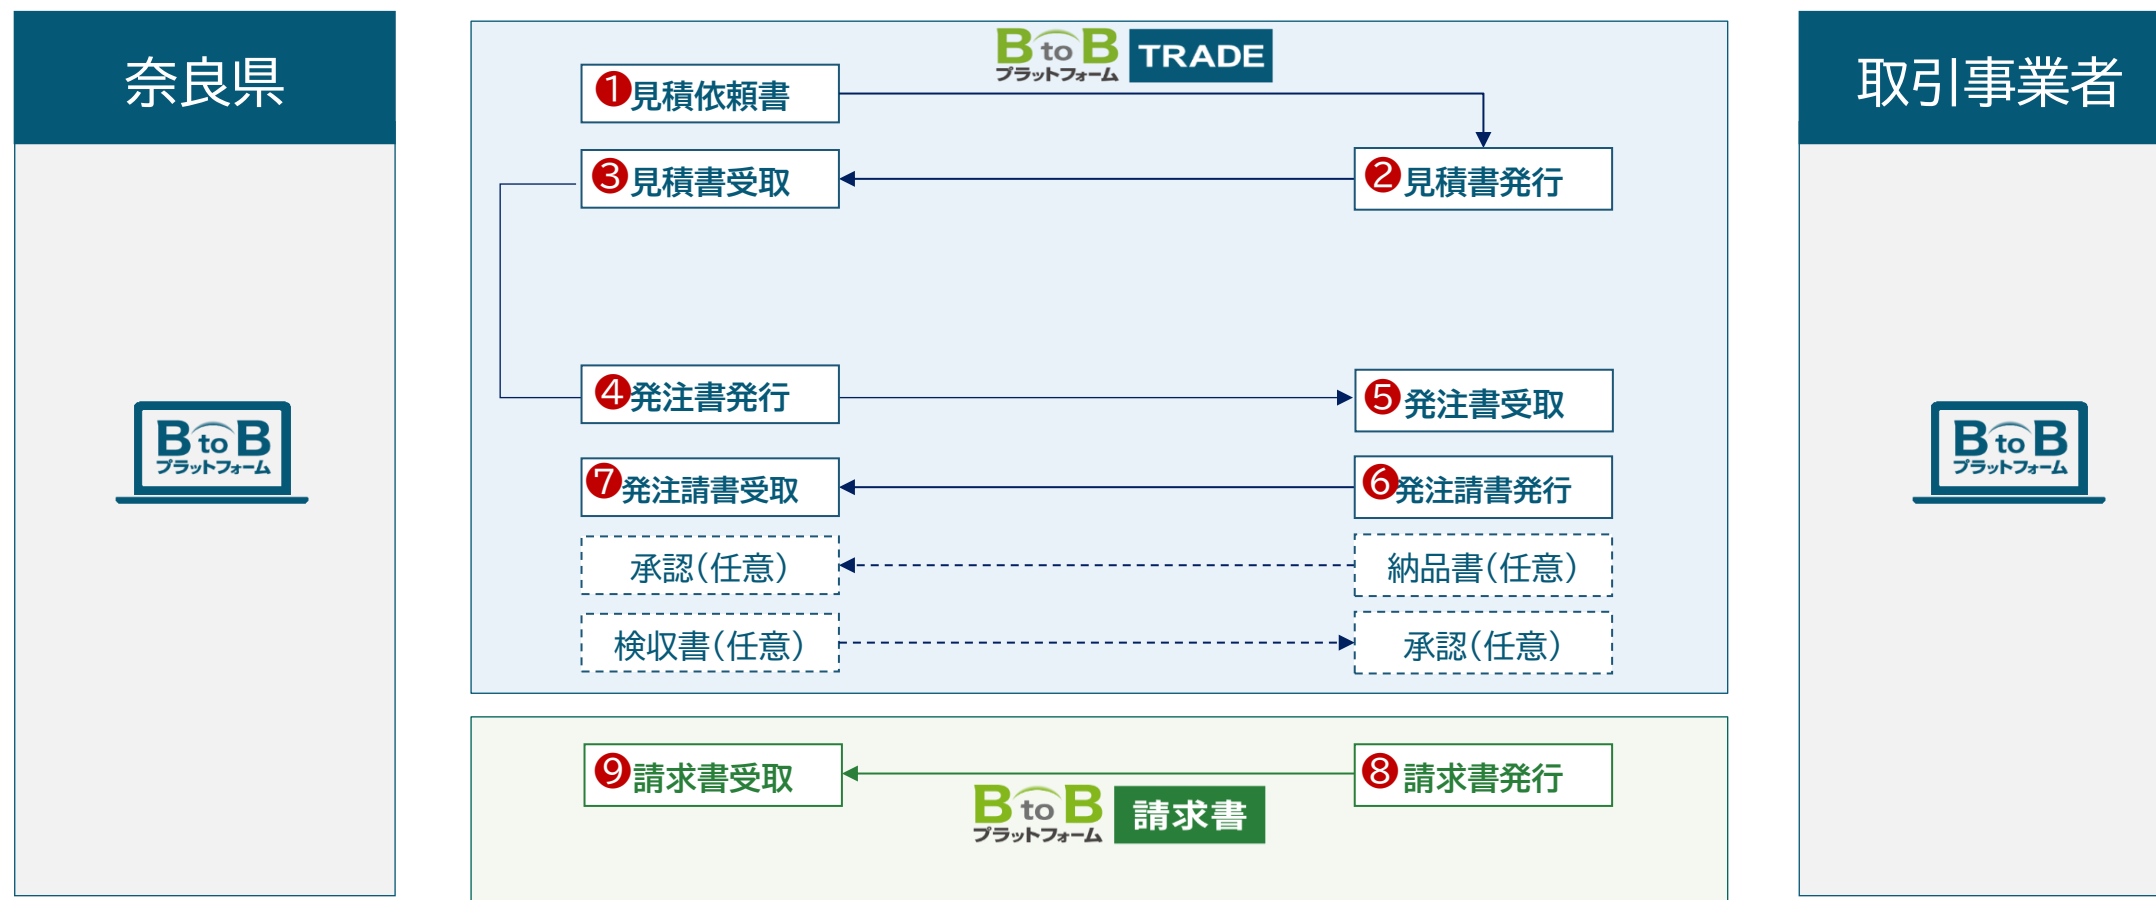 奈良県
BtoB
プラットフォーム
BtoB
プラットフォーム
TRADE
❶見積依頼書
❸見積書受取
❷見積書発行
❹発注書発行
❺発注書受取
❼発注請書受取
❻発注請書発行
承認(任意)
納品書(任意)
検収書(任意)
承認(任意)
❾請求書受取
❽請求書発行
BtoB
プラットフォーム
請求書
取引事業者
BtoB
プラットフォーム